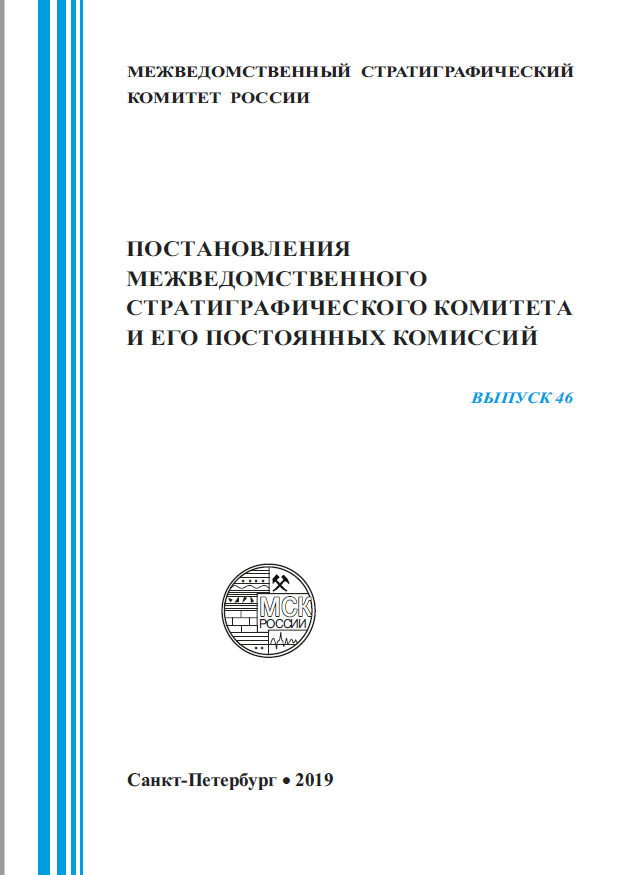 МЕЖВЕДОМСТВЕННЫЙ СТРАТИГРАФИЧЕСКИЙ
КОМИТЕТ РОССИИ
ПОСТАНОВЛЕНИЯ
МЕЖВЕДОМСТВЕННОГО
СТРАТИГРАФИЧЕСКОГО КОМИТЕТА
И ЕГО ПОСТОЯННЫХ КОМИССИЙ
ВЫПУСК 46
МСК
РОССИИ
Санкт-Петербург • 2019